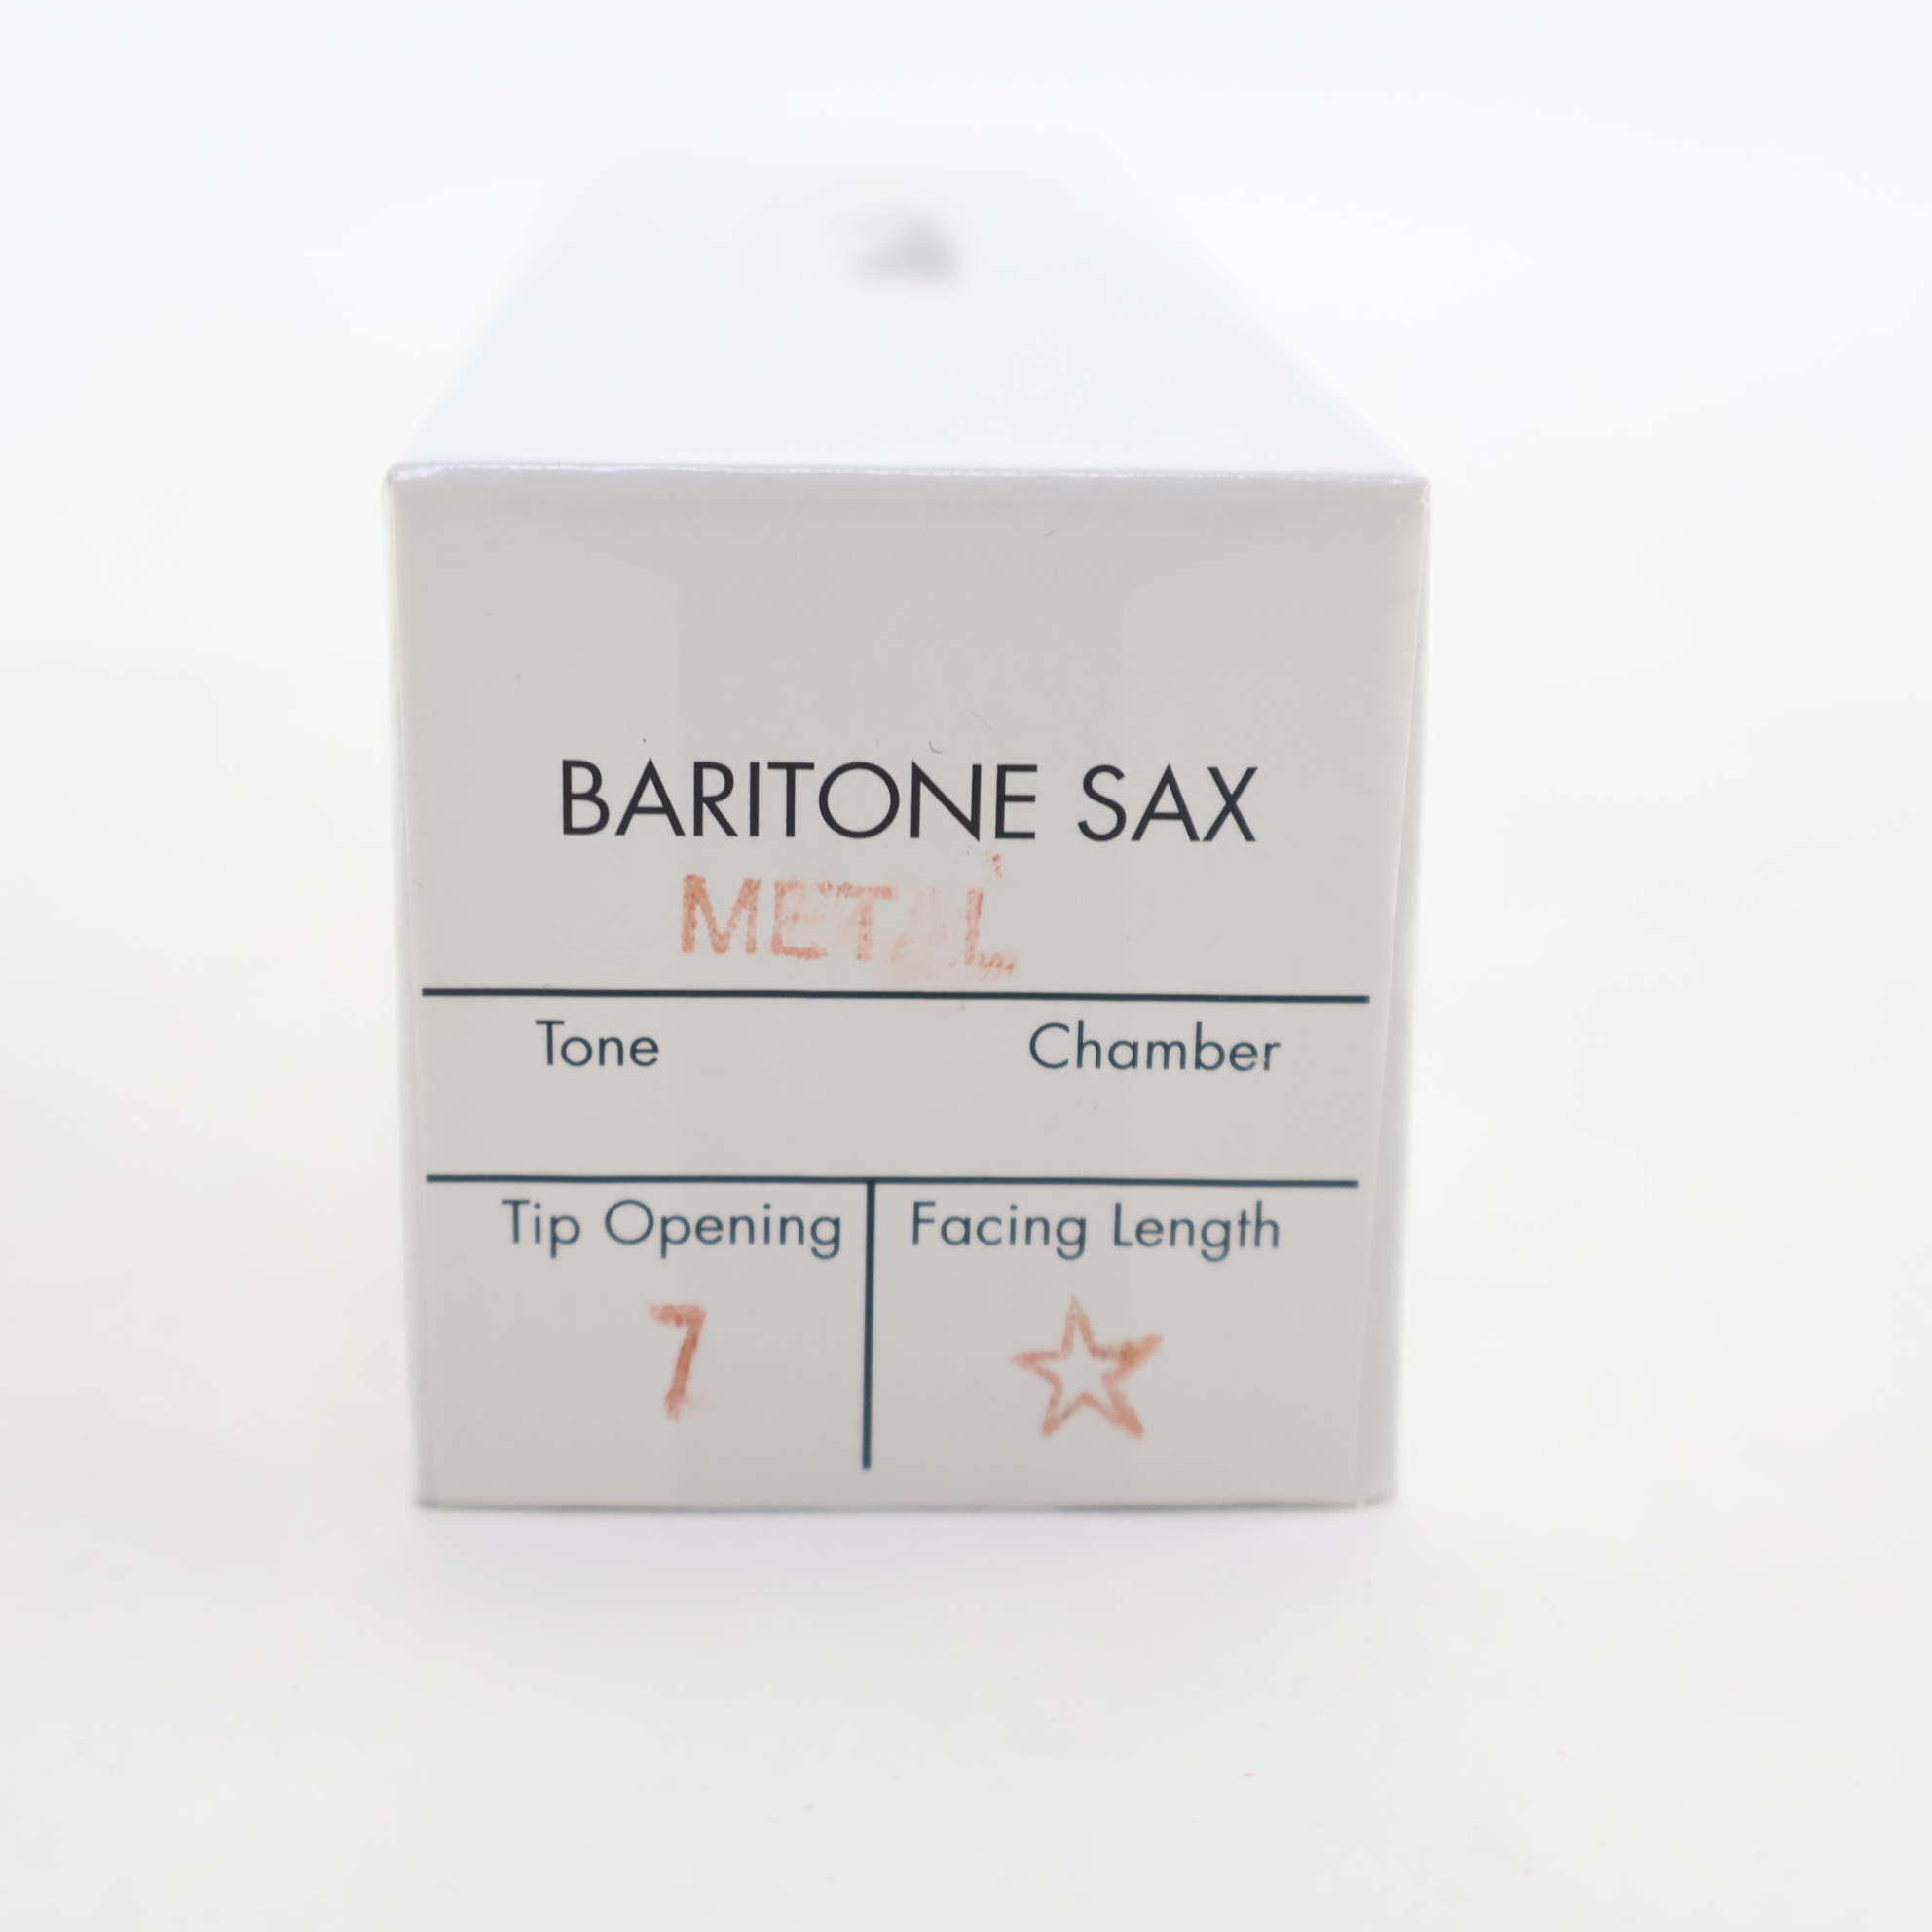 BARITONE SAX
METAL
Tone Chamber
Tip Opening Facing Length
7 ☆